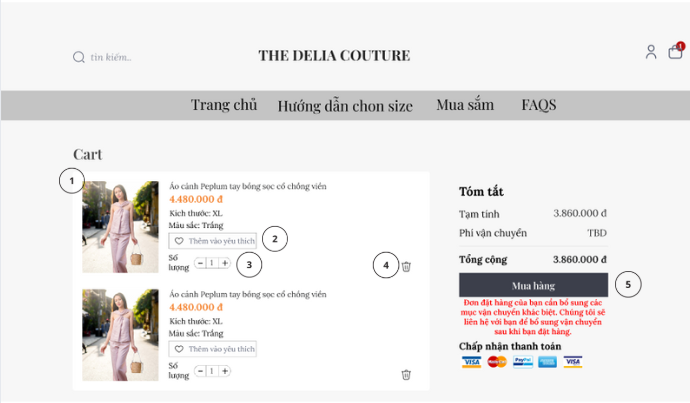 tìm kiếm..
THE DELIA COUTURE
1
Trang chủ
Hướng dẫn chon size
Mua sắm
FAQS
Cart
1
Áo cánh Peplum tay bồng sọc cổ chồng viền
4.480.000 đ
Kích thước: XL
Màu sắc: Trắng
Thêm vào yêu thích
2
Số
lượng
− 1 +
3
4
Áo cánh Peplum tay bồng sọc cổ chồng viền
4.480.000 đ
Kích thước: XL
Màu sắc: Trắng
Thêm vào yêu thích
Số
lượng
− 1 +
Tóm tắt
Tạm tính 3.860.000 đ
Phí vận chuyển TBD
Tổng cộng 3.860.000 đ
Mua hàng
5
Đơn đặt hàng của bạn cần bổ sung các
mục vận chuyển khác biệt. Chúng tôi sẽ
liên hệ với bạn để bổ sung vận chuyển
sau khi bạn đặt hàng.
Chấp nhận thanh toán
VISA
PayPal
VISA